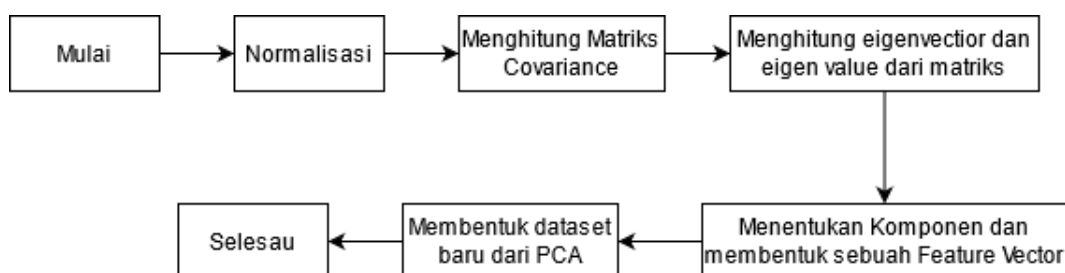 Mulai
Normalisasi
Menghitung Matriks
Covariance
Menghitung eigenvectior dan
eigen value dari matriks
Menentukan Komponen dan
membentuk sebuah Feature Vector
Membentuk dataset
baru dari PCA
Selesau